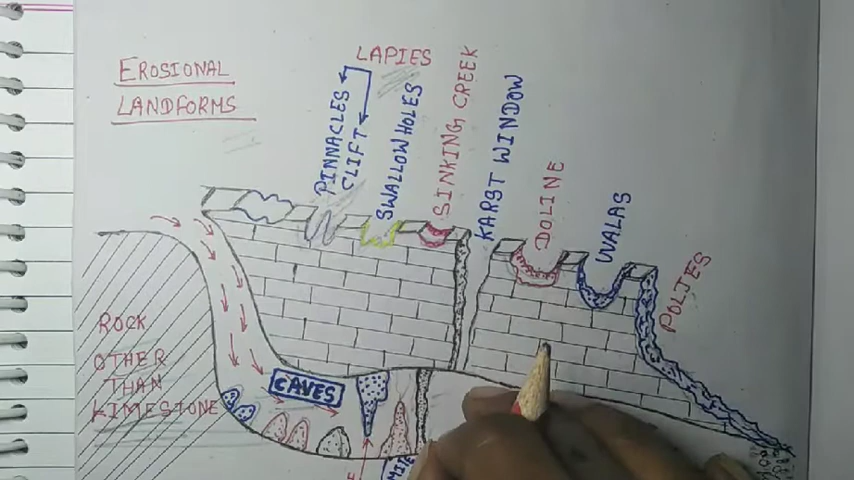 EROSIONAL
LANDFORMS
LAPIES
PINNACLES
CLIFT
SWALLOW HOLES
SINKING CREEK
KARST WINDOW
DOLINE
UVALAS
POLJES
ROCK
OTHER
THAN
LIMESTONE
CAVES